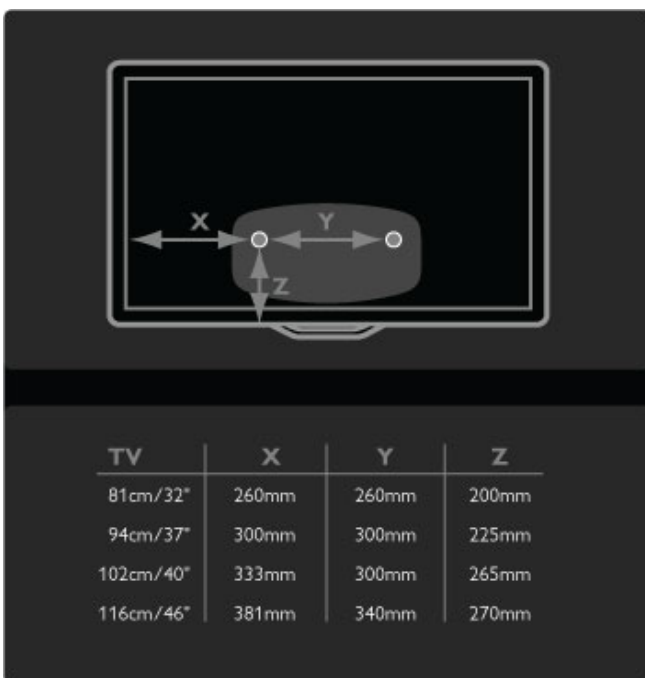 X Y
Z
TV X Y Z
81cm/32" 260mm 260mm 200mm
94cm/37" 300mm 300mm 225mm
102cm/40" 333mm 300mm 265mm
116cm/46" 381mm 340mm 270mm